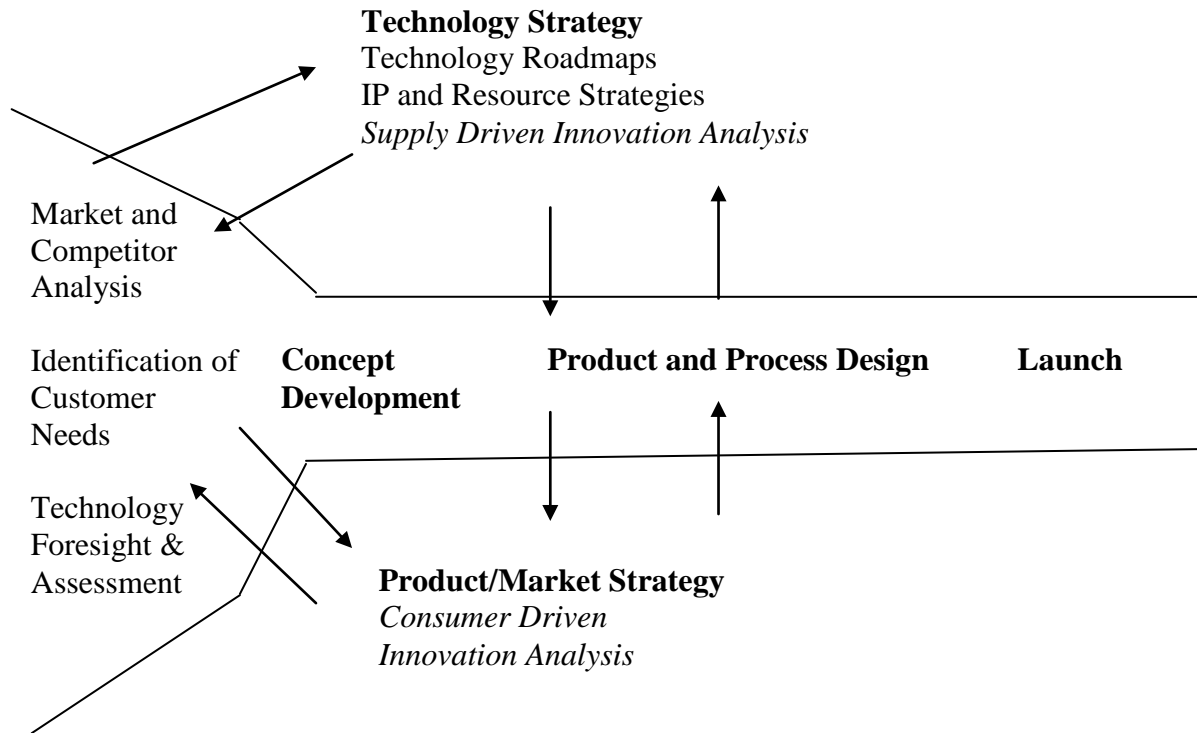 Technology Strategy
Technology Roadmaps
IP and Resource Strategies
Supply Driven Innovation Analysis
Market and
Competitor
Analysis
Identification of
Customer
Needs
Technology
Foresight &
Assessment
Concept
Development
Product and Process Design
Launch
Product/Market Strategy
Consumer Driven
Innovation Analysis